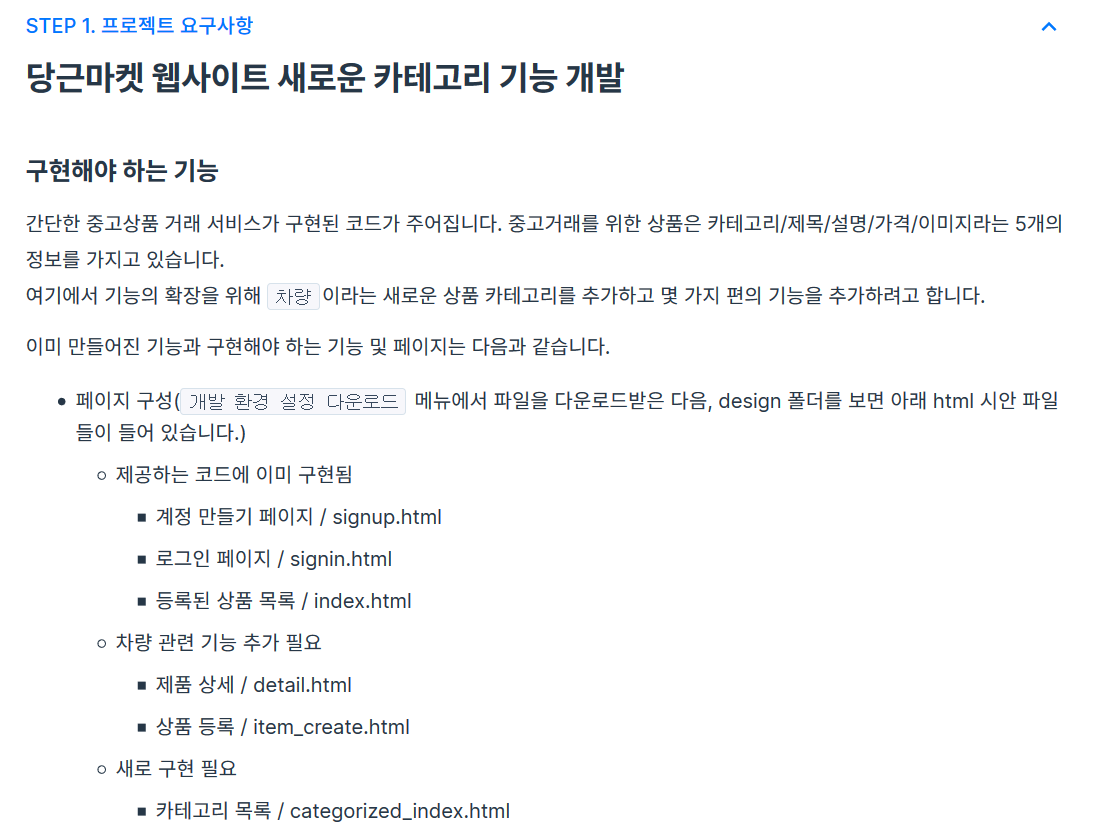 STEP 1. 프로젝트 요구사항
당근마켓 웹사이트 새로운 카테고리 기능 개발
구현해야 하는 기능
간단한 중고상품 거래 서비스가 구현된 코드가 주어집니다. 중고거래를 위한 상품은 카테고리/제목/설명/가격/이미지라는 5개의
정보를 가지고 있습니다.
여기에서 기능의 확장을 위해 차량 이라는 새로운 상품 카테고리를 추가하고 몇 가지 편의 기능을 추가하려고 합니다.
이미 만들어진 기능과 구현해야 하는 기능 및 페이지는 다음과 같습니다.
• 페이지 구성( 개발 환경 설정 다운로드 메뉴에서 파일을 다운로드받은 다음, design 폴더를 보면 아래 html 시안 파일
들이 들어 있습니다.)
○ 제공하는 코드에 이미 구현됨
■ 계정 만들기 페이지 / signup.html
■ 로그인 페이지 / signin.html
■ 등록된 상품 목록 / index.html
○ 차량 관련 기능 추가 필요
■ 제품 상세 / detail.html
■ 상품 등록 / item_create.html
○ 새로 구현 필요
■ 카테고리 목록 / categorized_index.html